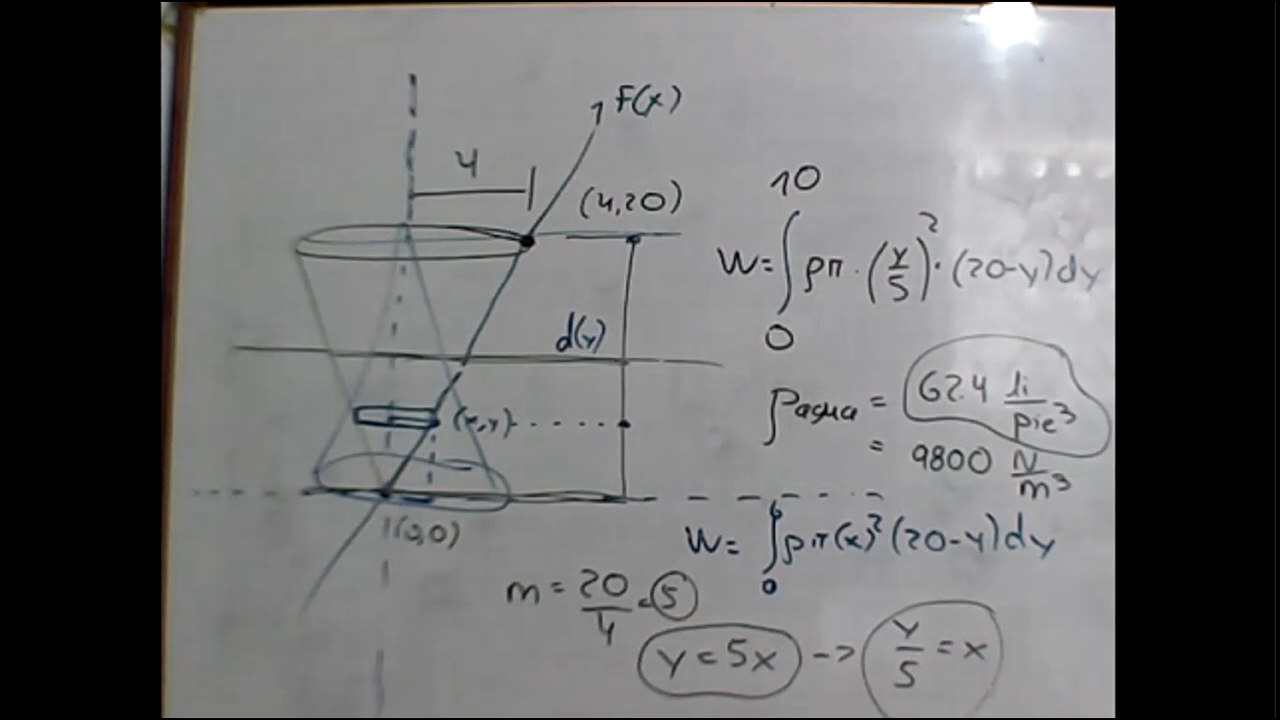 F(x)
4
(4,20)
10
W=∫ρπ·(y/5)²·(20-y)dy
0
d(y)
(x,y)
ρagua = 62.4 li/pie³
= 9800 N/m³
(0,0)
W= ∫ρπ(x)²(20-y)dy
0
m = 20/4 = 5
y = 5x -> y/5 = x